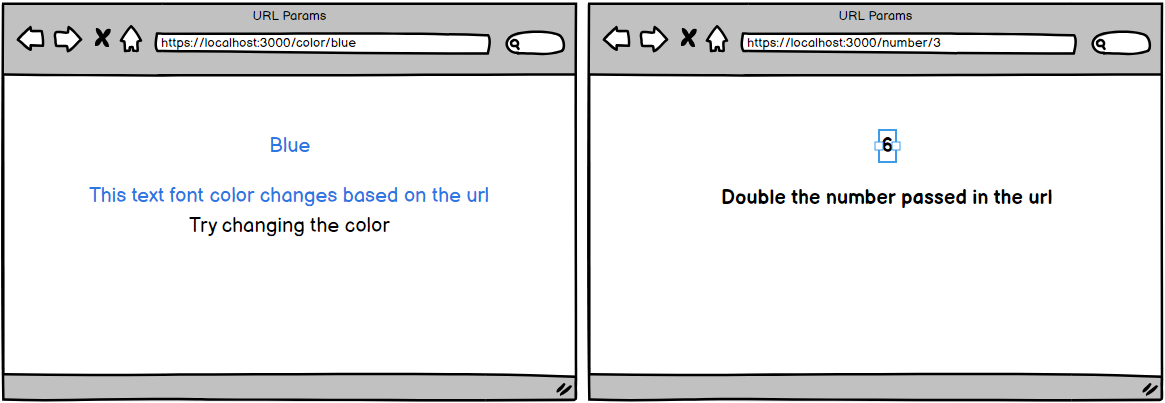 URL Params
https://localhost:3000/color/blue
Blue
This text font color changes based on the url
Try changing the color
URL Params
https://localhost:3000/number/3
6
Double the number passed in the url